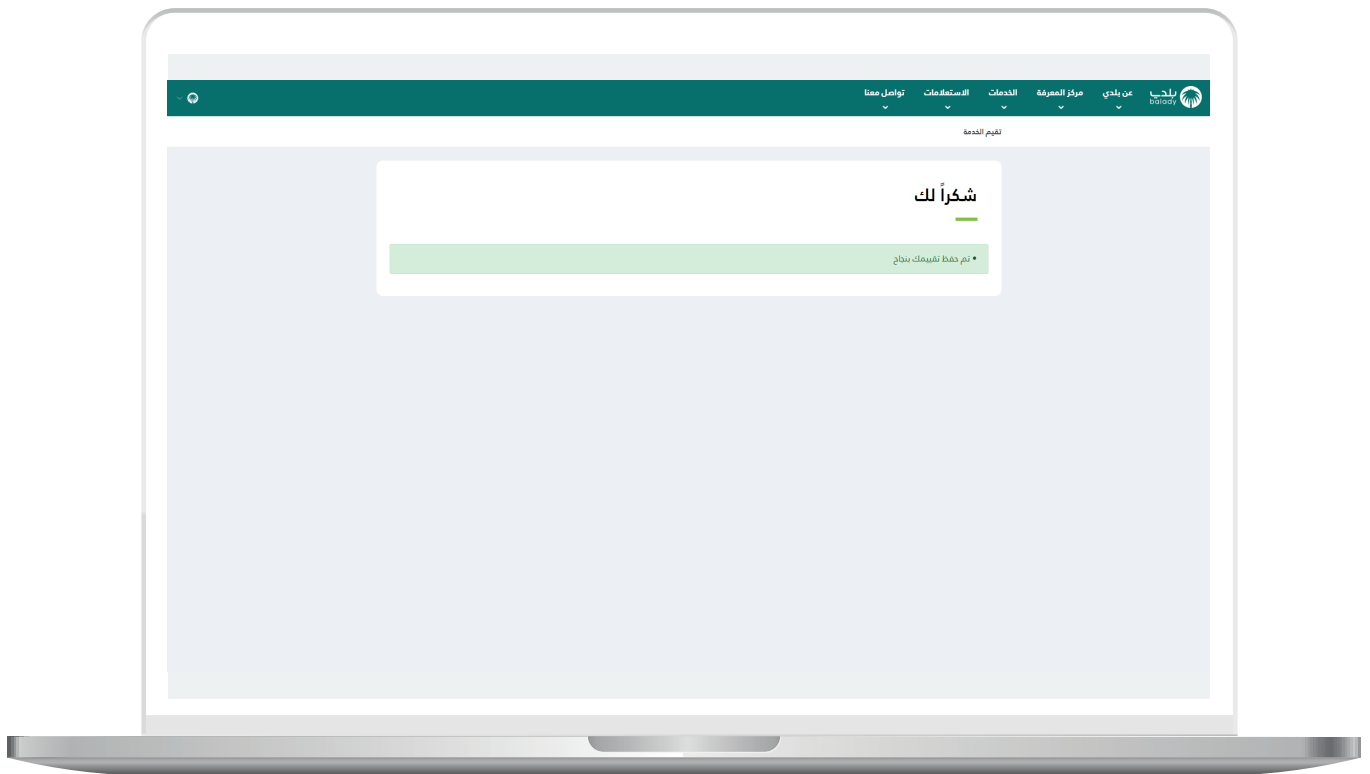 بلدي
balady
عن بلدي
مركز المعرفة
الخدمات
الاستعلامات
تواصل معنا
تقيم الخدمة
شكراً لك
• تم حفظ تقييمك بنجاح